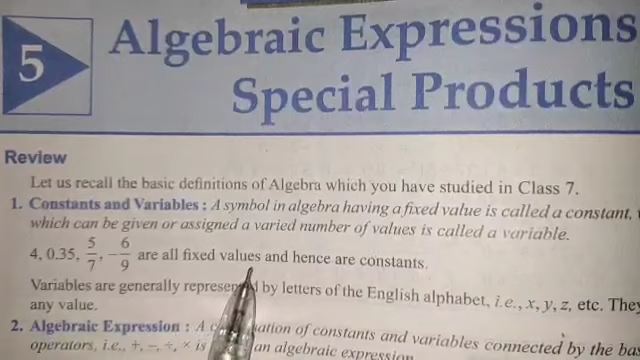 5
Algebraic Expressions
Special Products
Review
Let us recall the basic definitions of Algebra which you have studied in Class 7.
1. Constants and Variables : A symbol in algebra having a fixed value is called a constant,
which can be given or assigned a varied number of values is called a variable.
4, 0.35, 5/7, -6/9 are all fixed values and hence are constants.
Variables are generally by letters of the English alphabet, i.e., x, y, z, etc. They
any value.
2. Algebraic Expression : A of constants and variables connected by the
operators, i.e., +, −, ÷, × is an algebraic expression